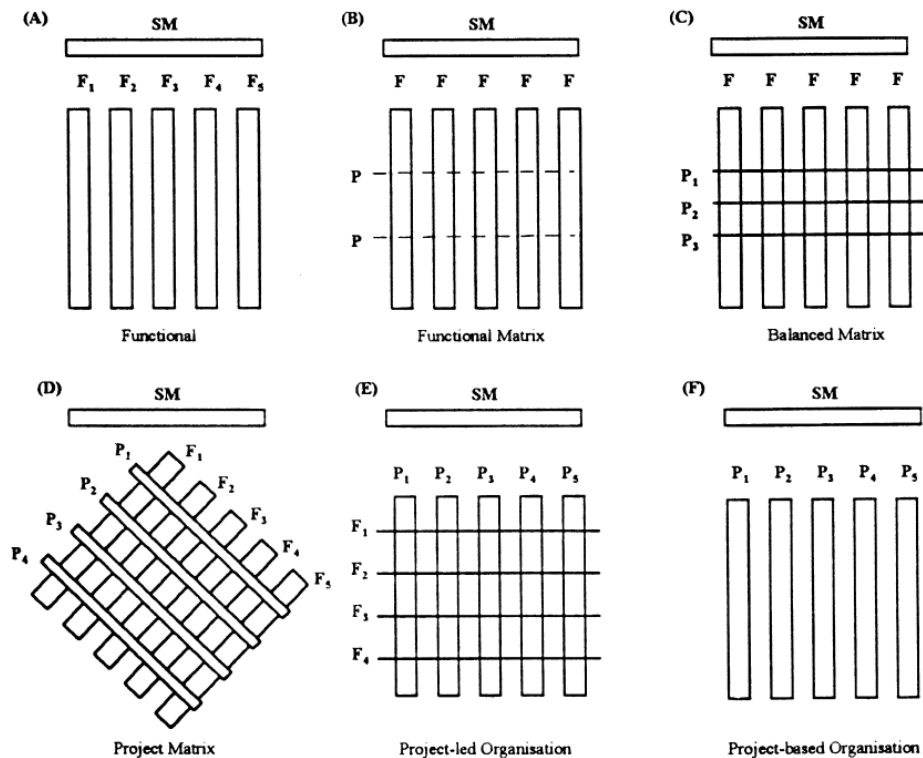 (A)
SM
F1 F2 F3 F4 F5
Functional
(B)
SM
F F F F F
P
P
Functional Matrix
(C)
SM
F F F F F
P1
P2
P3
Balanced Matrix
(D)
SM
P1
P2
P3
P4
F1
F2
F3
F4
F5
Project Matrix
(E)
SM
P1 P2 P3 P4 P5
F1
F2
F3
F4
Project-led Organisation
(F)
SM
P1 P2 P3 P4 P5
Project-based Organisation